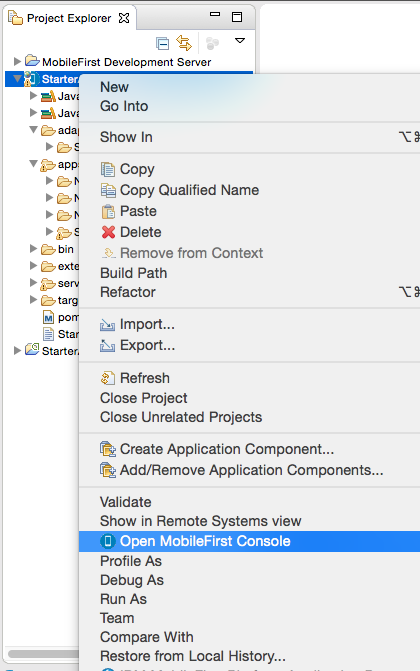 Project Explorer
MobileFirst Development Server
Starter
Java
Java
adap
S
apps
N
N
N
S
bin
exte
serv
targ
pom
Star
Starter
New
Go Into
Show In
Copy
Copy Qualified Name
Paste
Delete
Remove from Context
Build Path
Refactor
Import...
Export...
Refresh
Close Project
Close Unrelated Projects
Create Application Component...
Add/Remove Application Components...
Validate
Show in Remote Systems view
Open MobileFirst Console
Profile As
Debug As
Run As
Team
Compare With
Restore from Local History...